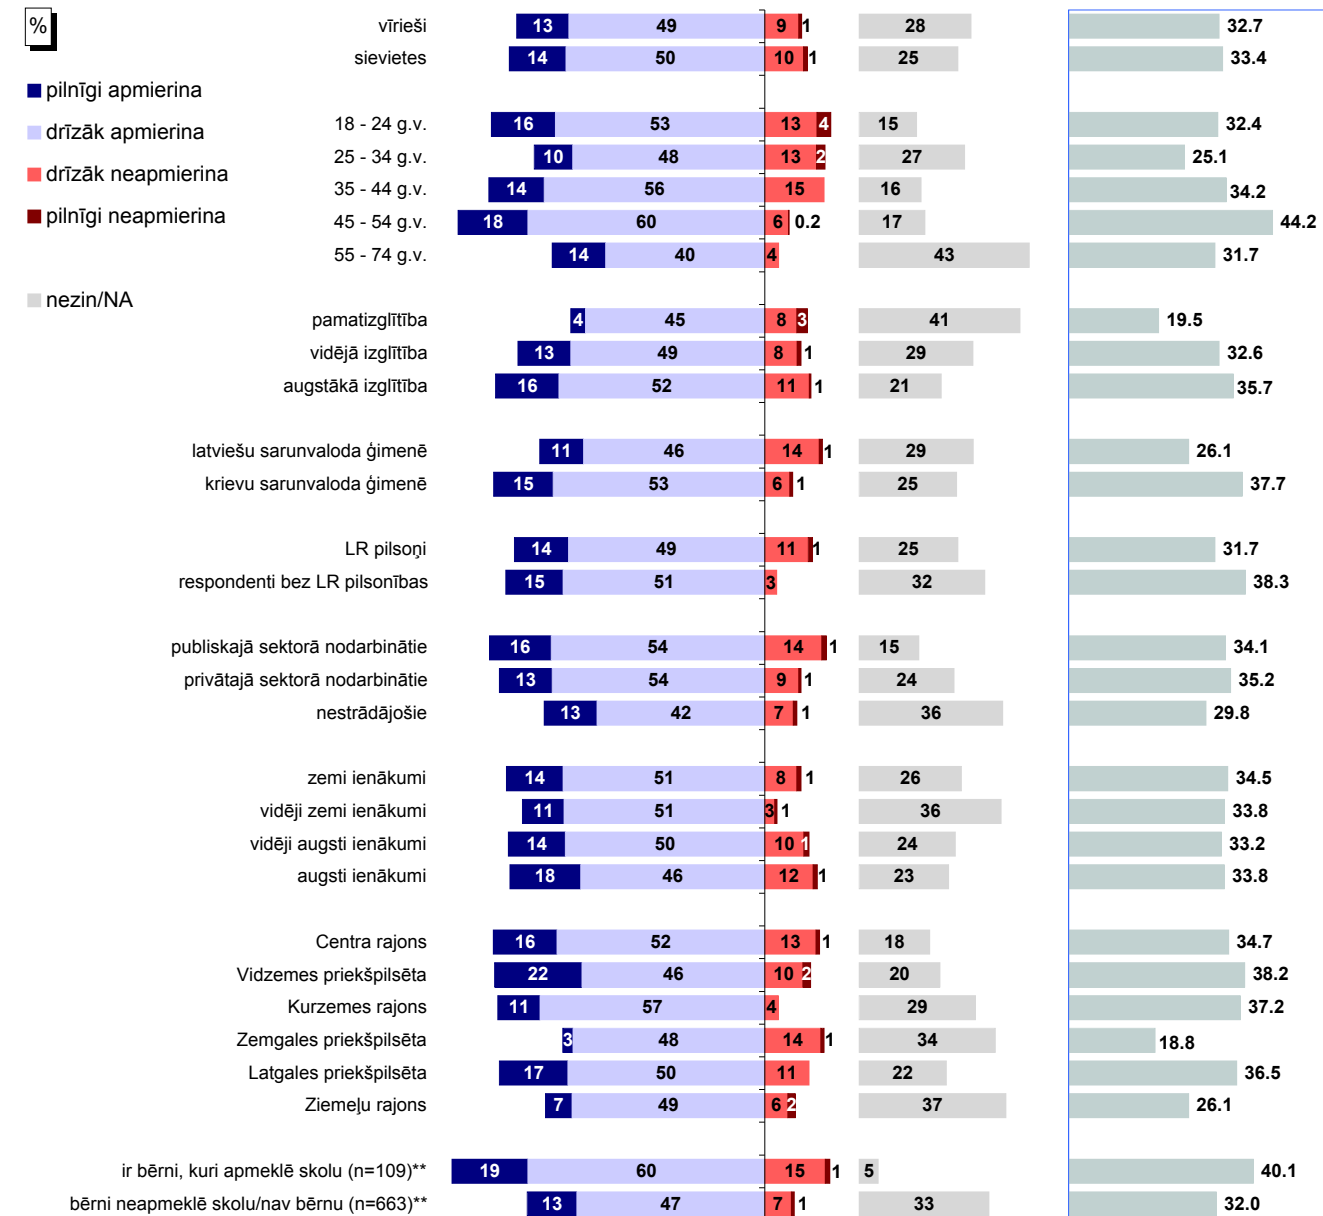 %
pilnīgi apmierina
drīzāk apmierina
drīzāk neapmierina
pilnīgi neapmierina
nezin/NA
vīrieši 13 49 9 1 28 32.7
sievietes 14 50 10 1 25 33.4
18 - 24 g.v. 16 53 13 4 15 32.4
25 - 34 g.v. 10 48 13 2 27 25.1
35 - 44 g.v. 14 56 15 16 34.2
45 - 54 g.v. 18 60 6 0.2 17 44.2
55 - 74 g.v. 14 40 4 43 31.7
pamatizglītība 4 45 8 3 41 19.5
vidējā izglītība 13 49 8 1 29 32.6
augstākā izglītība 16 52 11 1 21 35.7
latviešu sarunvaloda ģimenē 11 46 14 1 29 26.1
krievu sarunvaloda ģimenē 15 53 6 1 25 37.7
LR pilsoņi 14 49 11 1 25 31.7
respondenti bez LR pilsonības 15 51 3 32 38.3
publiskajā sektorā nodarbinātie 16 54 14 1 15 34.1
privātajā sektorā nodarbinātie 13 54 9 1 24 35.2
nestrādājošie 13 42 7 1 36 29.8
zemi ienākumi 14 51 8 1 26 34.5
vidēji zemi ienākumi 11 51 3 1 36 33.8
vidēji augsti ienākumi 14 50 10 1 24 33.2
augsti ienākumi 18 46 12 1 23 33.8
Centra rajons 16 52 13 1 18 34.7
Vidzemes priekšpilsēta 22 46 10 2 20 38.2
Kurzemes rajons 11 57 4 29 37.2
Zemgales priekšpilsēta 3 48 14 1 34 18.8
Latgales priekšpilsēta 17 50 11 22 36.5
Ziemeļu rajons 7 49 6 2 37 26.1
ir bērni, kuri apmeklē skolu (n=109)** 19 60 15 1 5 40.1
bērni neapmeklē skolu/nav bērnu (n=663)** 13 47 7 1 33 32.0